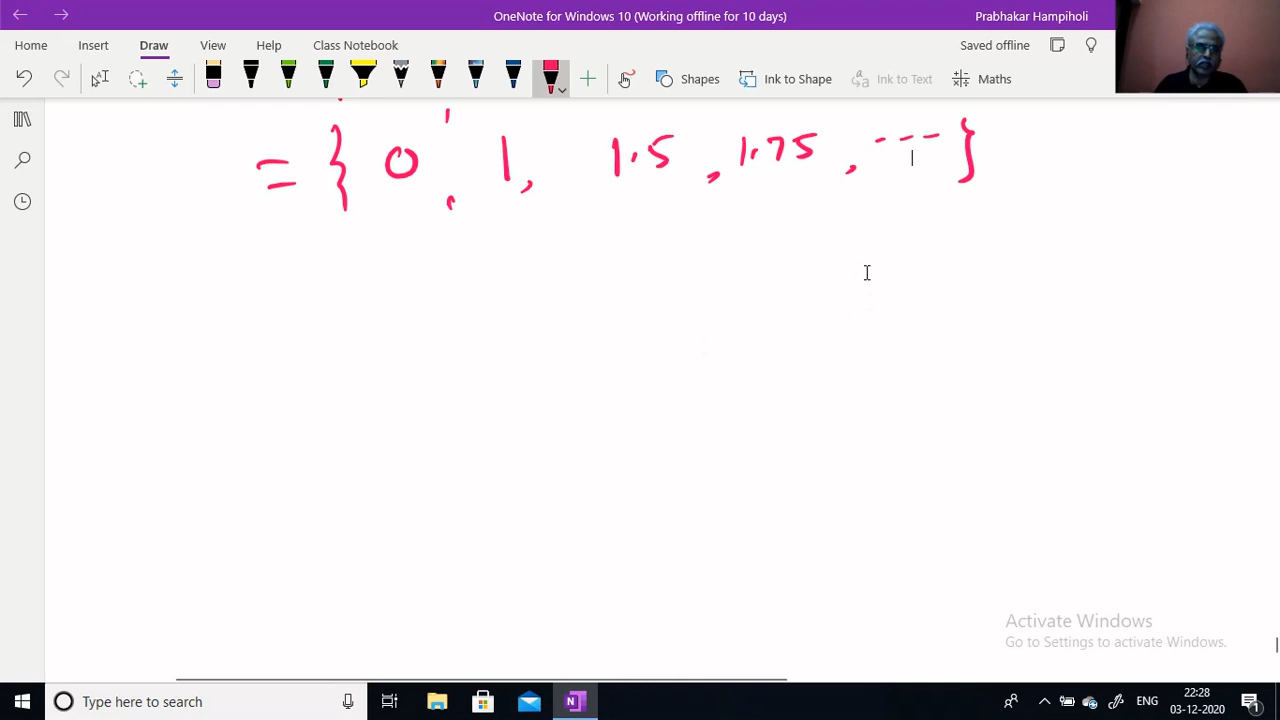 OneNote for Windows 10 (Working offline for 10 days)
Prabhakar Hampiholi
Home Insert Draw View Help Class Notebook
Saved offline
Shapes Ink to Shape Ink to Text Maths
= { 0, 1, 1.5, 1.75, --- }
Activate Windows
Go to Settings to activate Windows.
Type here to search
ENG
22:28
03-12-2020